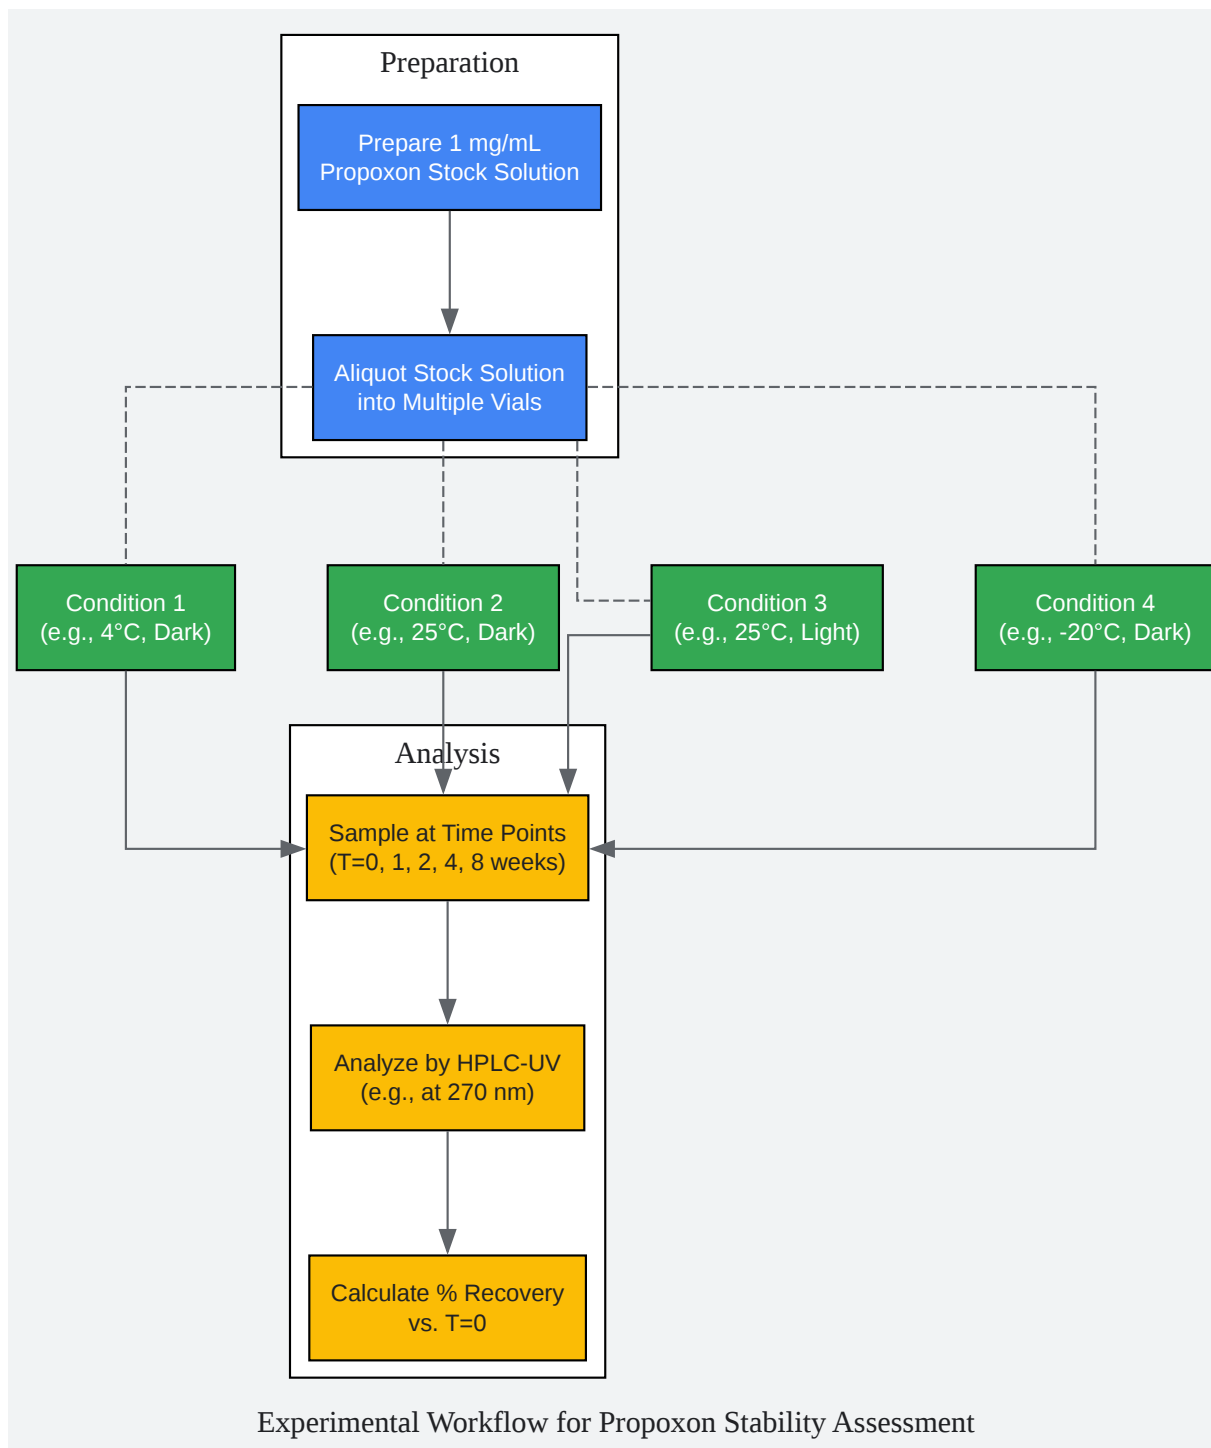 Preparation
Prepare 1 mg/mL
Propoxon Stock Solution
Aliquot Stock Solution
into Multiple Vials
Condition 1
(e.g., 4°C, Dark)
Condition 2
(e.g., 25°C, Dark)
Condition 3
(e.g., 25°C, Light)
Condition 4
(e.g., -20°C, Dark)
Analysis
Sample at Time Points
(T=0, 1, 2, 4, 8 weeks)
Analyze by HPLC-UV
(e.g., at 270 nm)
Calculate % Recovery
vs. T=0
Experimental Workflow for Propoxon Stability Assessment